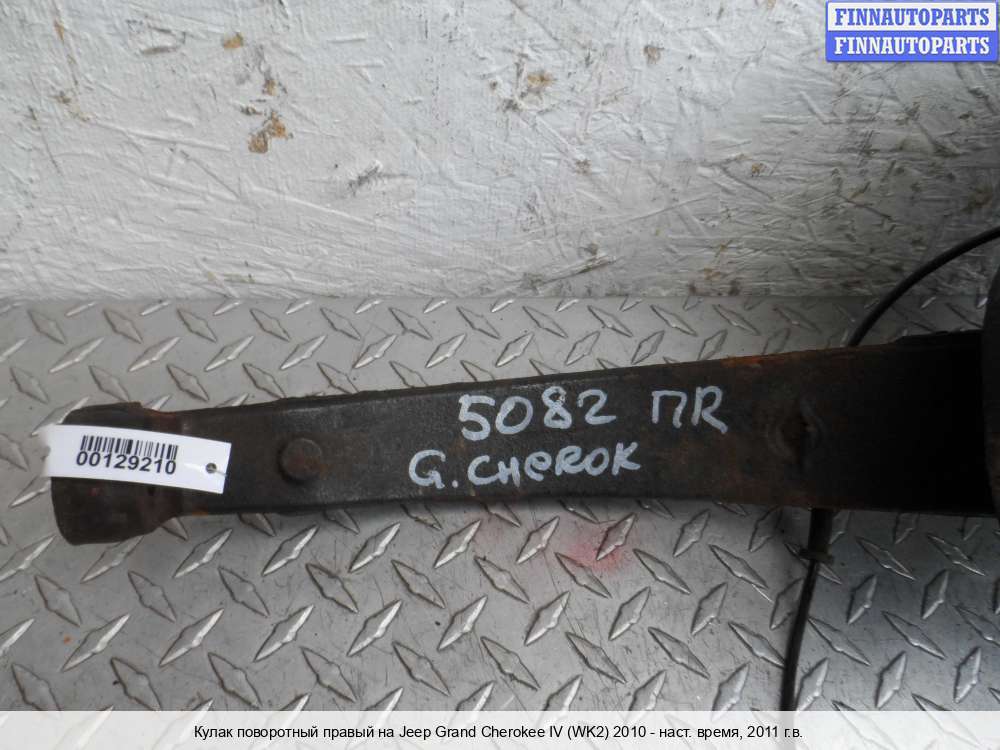 FINNAUTOPARTS
FINNAUTOPARTS
5082 ПR
G. CHEROK
00129210
Кулак поворотный правый на Jeep Grand Cherokee IV (WK2) 2010 - наст. время, 2011 г.в.